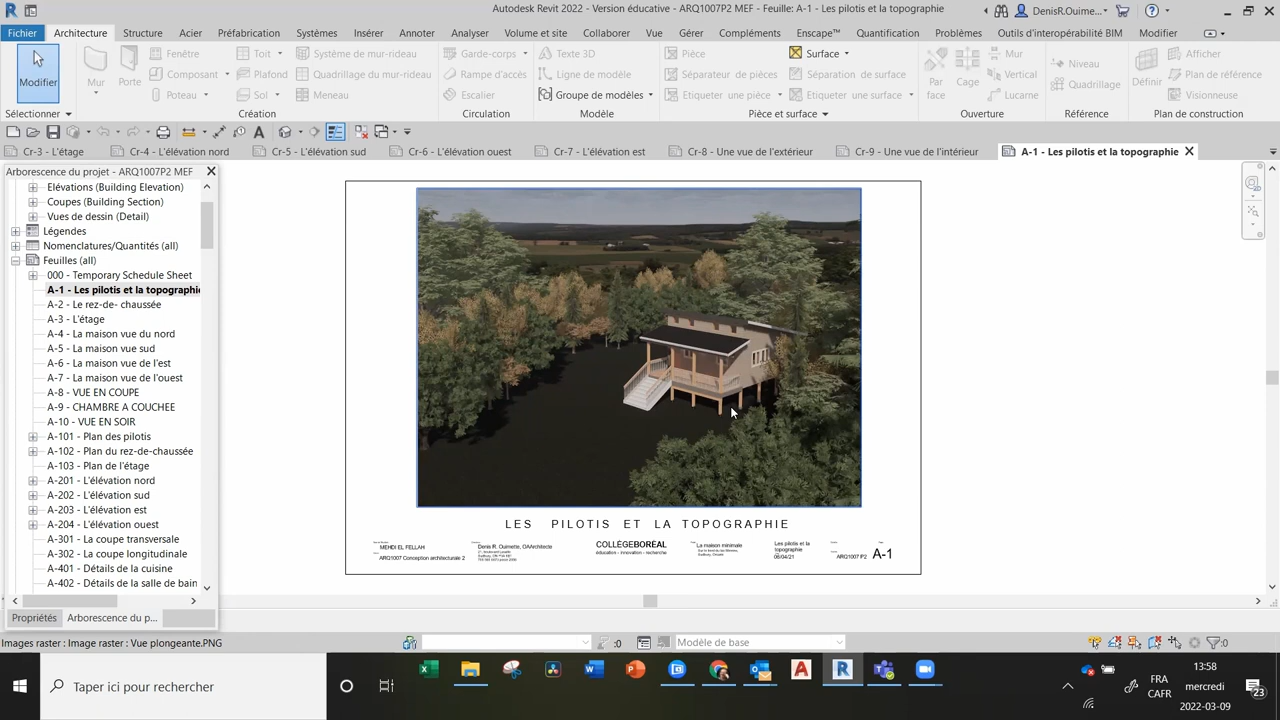 Autodesk Revit 2022 - Version éducative - ARQ1007P2 MEF - Feuille: A-1 - Les pilotis et la topographie
DenisR.Ouime...
Fichier Architecture Structure Acier Préfabrication Systèmes Insérer Annoter Analyser Volume et site Collaborer Vue Gérer Compléments Enscape™ Quantification Problèmes Outils d'interopérabilité BIM Modifier
Modifier
Mur
Porte
Fenêtre
Composant
Poteau
Toit
Plafond
Sol
Système de mur-rideau
Quadrillage du mur-rideau
Meneau
Garde-corps
Rampe d'accès
Escalier
Texte 3D
Ligne de modèle
Groupe de modèles
Pièce
Séparateur de pièces
Etiqueter une pièce
Surface
Séparation de surface
Etiqueter une surface
Par face
Cage
Mur
Vertical
Lucarne
Niveau
Quadrillage
Définir
Afficher
Plan de référence
Visionneuse
Sélectionner Création Circulation Modèle Pièce et surface Ouverture Référence Plan de construction
Cr-3 - L'étage Cr-4 - L'élévation nord Cr-5 - L'élévation sud Cr-6 - L'élévation ouest Cr-7 - L'élévation est Cr-8 - Une vue de l'extérieur Cr-9 - Une vue de l'intérieur A-1 - Les pilotis et la topographie
Arborescence du projet - ARQ1007P2 MEF
Elévations (Building Elevation)
Coupes (Building Section)
Vues de dessin (Detail)
Légendes
Nomenclatures/Quantités (all)
Feuilles (all)
000 - Temporary Schedule Sheet
A-1 - Les pilotis et la topographie
A-2 - Le rez-de- chaussée
A-3 - L'étage
A-4 - La maison vue du nord
A-5 - La maison vue sud
A-6 - La maison vue de l'est
A-7 - La maison vue de l'ouest
A-8 - VUE EN COUPE
A-9 - CHAMBRE A COUCHEE
A-10 - VUE EN SOIR
A-101 - Plan des pilotis
A-102 - Plan du rez-de-chaussée
A-103 - Plan de l'étage
A-201 - L'élévation nord
A-202 - L'élévation sud
A-203 - L'élévation est
A-204 - L'élévation ouest
A-301 - La coupe transversale
A-302 - La coupe longitudinale
A-401 - Détails de la cuisine
A-402 - Détails de la salle de bain
Propriétés Arborescence du p...
LES PILOTIS ET LA TOPOGRAPHIE
MEHDI EL FELLAH
ARQ1007 Conception architecturale 2
Denis R. Ouimette, OAArchitecte
COLLÈGEBORÉAL
éducation - innovation - recherche
La maison minimale
Les pilotis et la topographie
08/04/21
ARQ1007 P2
A-1
Images raster : Image raster : Vue plongeante.PNG
:0
Modèle de base
:0
Taper ici pour rechercher
FRA
CAFR
13:58
mercredi
2022-03-09
23